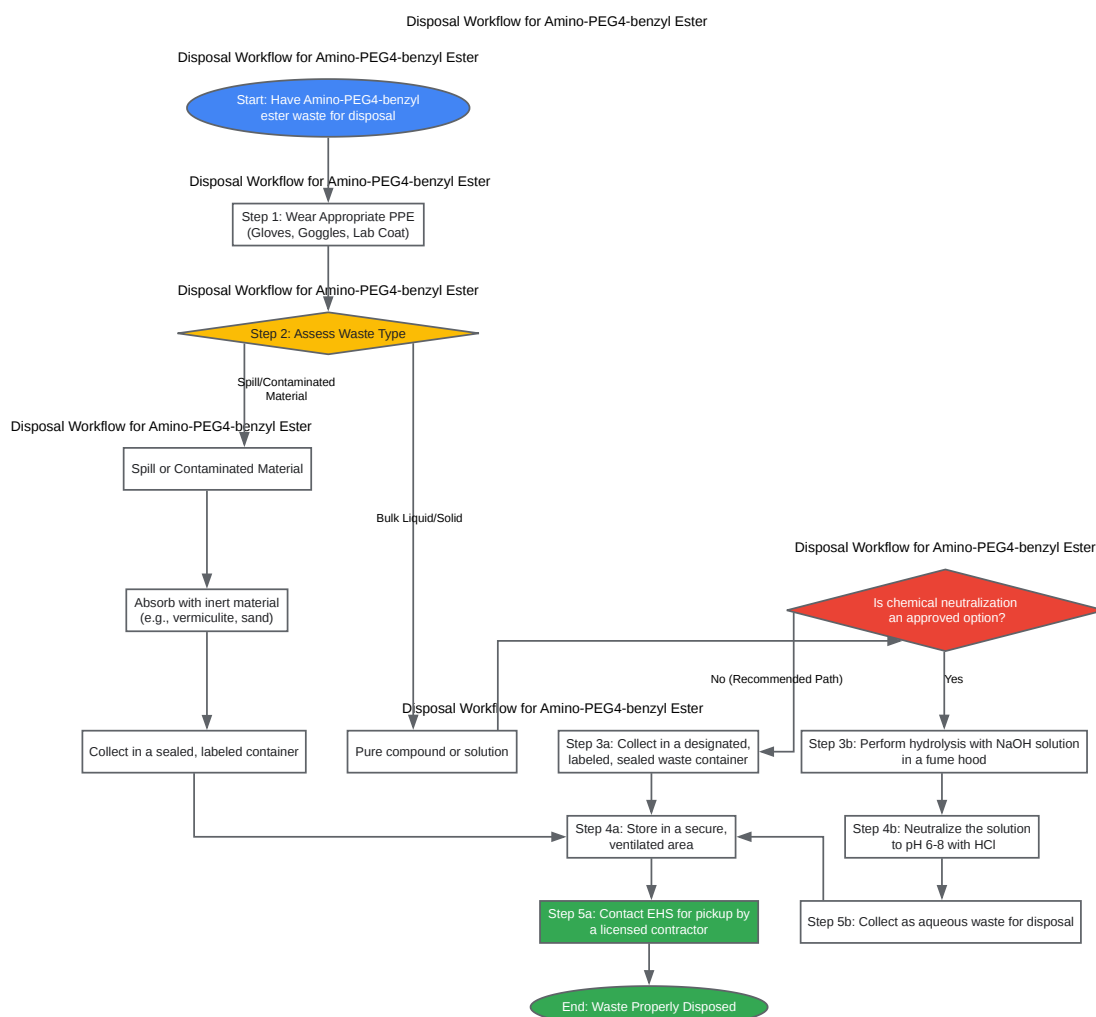 Disposal Workflow for Amino-PEG4-benzyl Ester
Disposal Workflow for Amino-PEG4-benzyl Ester
Start: Have Amino-PEG4-benzyl
ester waste for disposal
Disposal Workflow for Amino-PEG4-benzyl Ester
Step 1: Wear Appropriate PPE
(Gloves, Goggles, Lab Coat)
Disposal Workflow for Amino-PEG4-benzyl Ester
Step 2: Assess Waste Type
Spill/Contaminated
Material
Disposal Workflow for Amino-PEG4-benzyl Ester
Spill or Contaminated Material
Bulk Liquid/Solid
Disposal Workflow for Amino-PEG4-benzyl Ester
Is chemical neutralization
an approved option?
Absorb with inert material
(e.g., vermiculite, sand)
No (Recommended Path)
Yes
Disposal Workflow for Amino-PEG4-benzyl Ester
Collect in a sealed, labeled container
Pure compound or solution
Step 3a: Collect in a designated,
labeled, sealed waste container
Step 3b: Perform hydrolysis with NaOH solution
in a fume hood
Step 4a: Store in a secure,
ventilated area
Step 4b: Neutralize the solution
to pH 6-8 with HCl
Step 5a: Contact EHS for pickup by
a licensed contractor
Step 5b: Collect as aqueous waste for disposal
End: Waste Properly Disposed